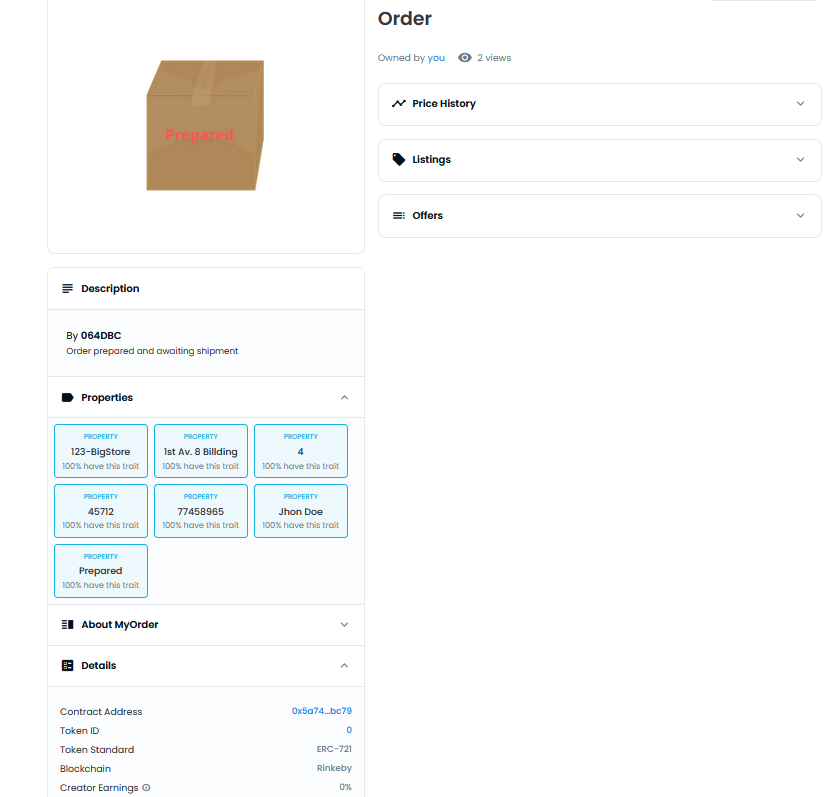 Order
Owned by you
2 views
Price History
Listings
Offers
Prepared
Description
By 064DBC
Order prepared and awaiting shipment
Properties
PROPERTY
123-BigStore
100% have this trait
PROPERTY
1st Av. 8 Billding
100% have this trait
PROPERTY
4
100% have this trait
PROPERTY
45712
100% have this trait
PROPERTY
77458965
100% have this trait
PROPERTY
Jhon Doe
100% have this trait
PROPERTY
Prepared
100% have this trait
About MyOrder
Details
Contract Address 0x5a74...bc79
Token ID 0
Token Standard ERC-721
Blockchain Rinkeby
Creator Earnings 0%